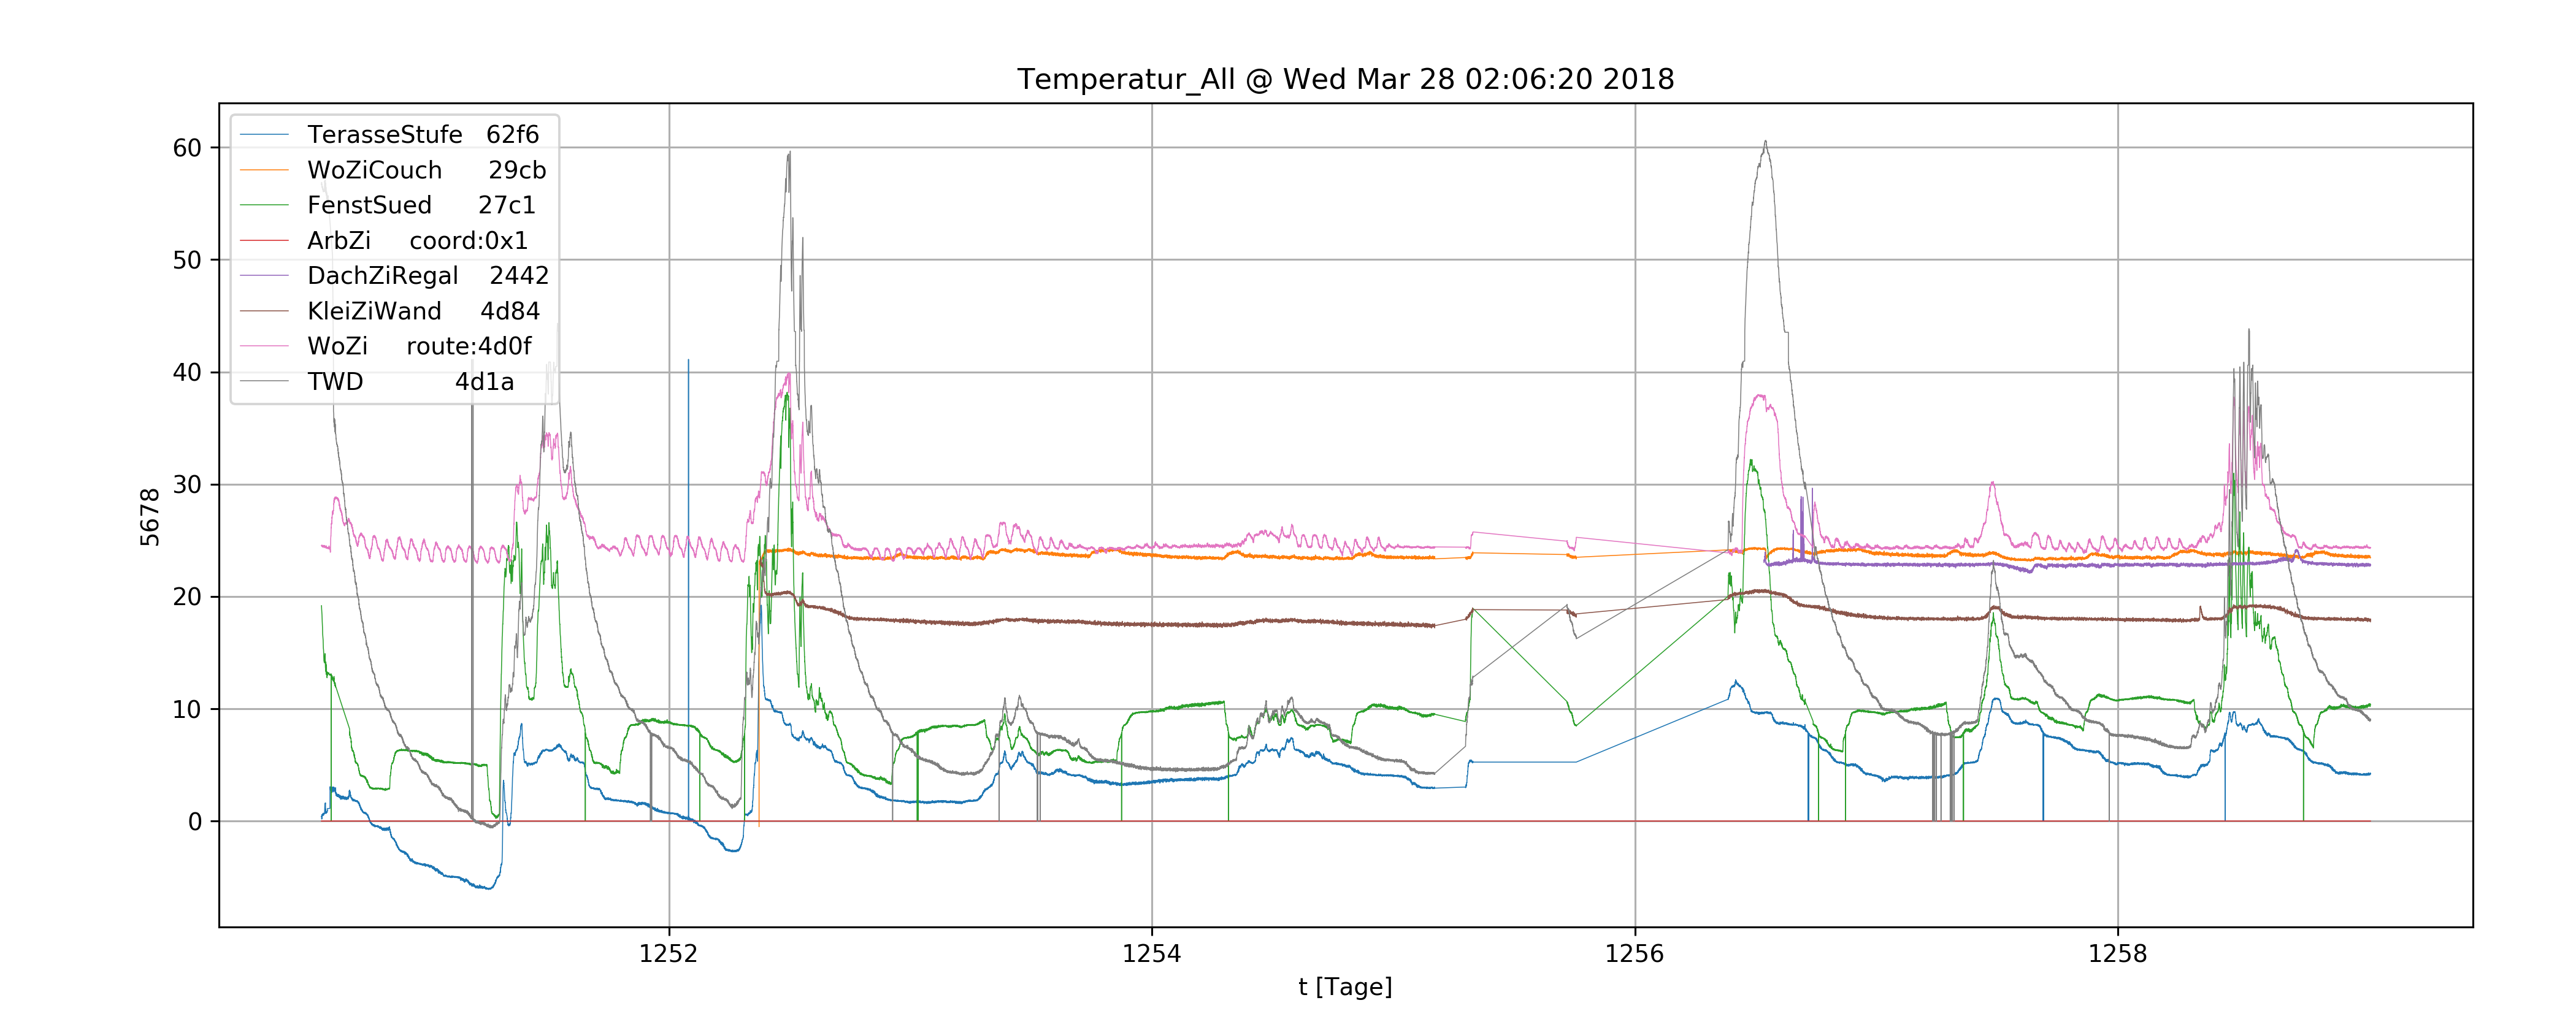 Temperatur_All @ Wed Mar 28 02:06:20 2018
TerasseStufe 62f6
WoZiCouch 29cb
FenstSued 27c1
ArbZi coord:0x1
DachZiRegal 2442
KleiZiWand 4d84
WoZi route:4d0f
TWD 4d1a
60
50
40
30
20
10
0
5678
1252 1254 1256 1258
t [Tage]